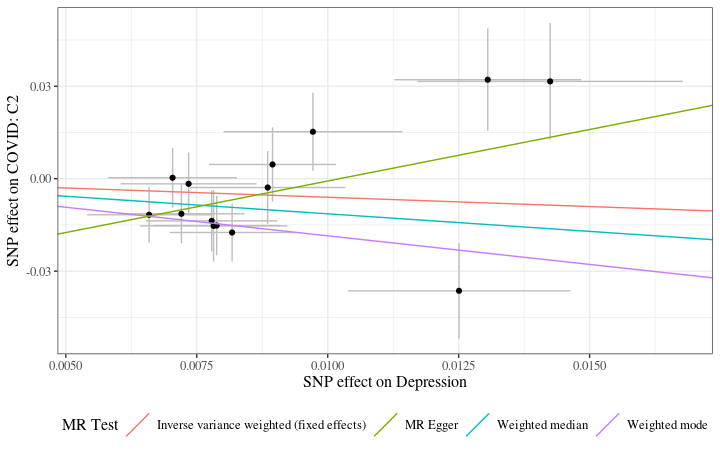 SNP effect on COVID: C2
0.03
0.00
-0.03
0.0050 0.0075 0.0100 0.0125 0.0150
SNP effect on Depression
MR Test Inverse variance weighted (fixed effects) MR Egger Weighted median Weighted mode